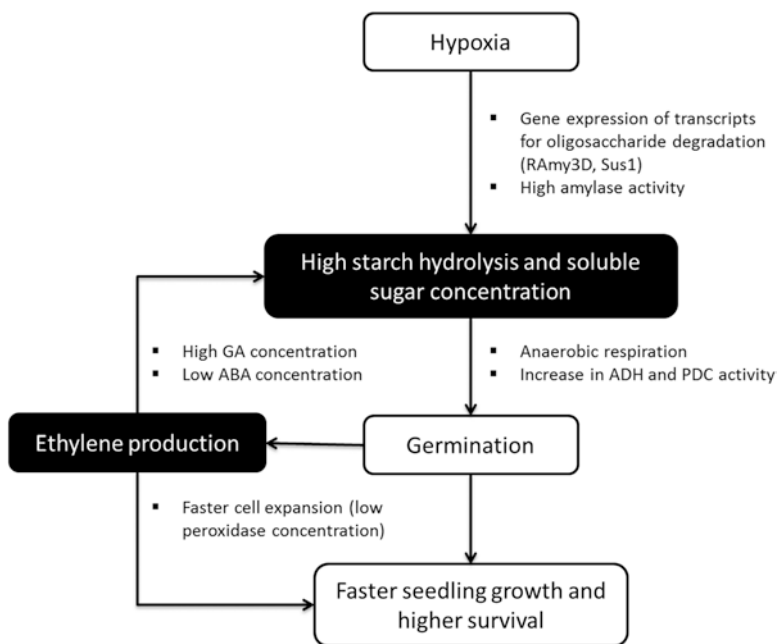 Hypoxia
▪ Gene expression of transcripts
for oligosaccharide degradation
(RAmy3D, Sus1)
▪ High amylase activity
High starch hydrolysis and soluble
sugar concentration
▪ High GA concentration
▪ Low ABA concentration
▪ Anaerobic respiration
▪ Increase in ADH and PDC activity
Ethylene production
Germination
▪ Faster cell expansion (low
peroxidase concentration)
Faster seedling growth and
higher survival